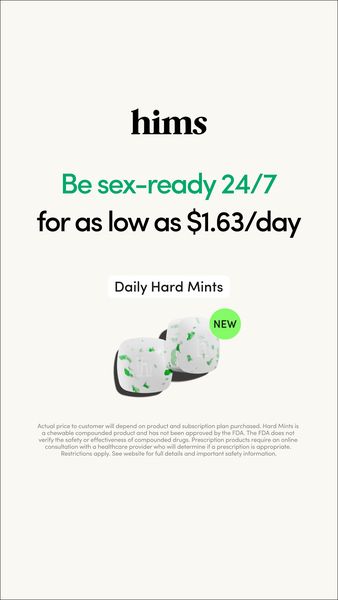 hims
Be sex-ready 24/7
for as low as $1.63/day
Daily Hard Mints
NEW
Actual price to customer will depend on product and subscription plan purchased. Hard Mints is
a chewable compounded product and has not been approved by the FDA. The FDA does not
verify the safety or effectiveness of compounded drugs. Prescription products require an online
consultation with a healthcare provider who will determine if a prescription is appropriate.
Restrictions apply. See website for full details and important safety information.